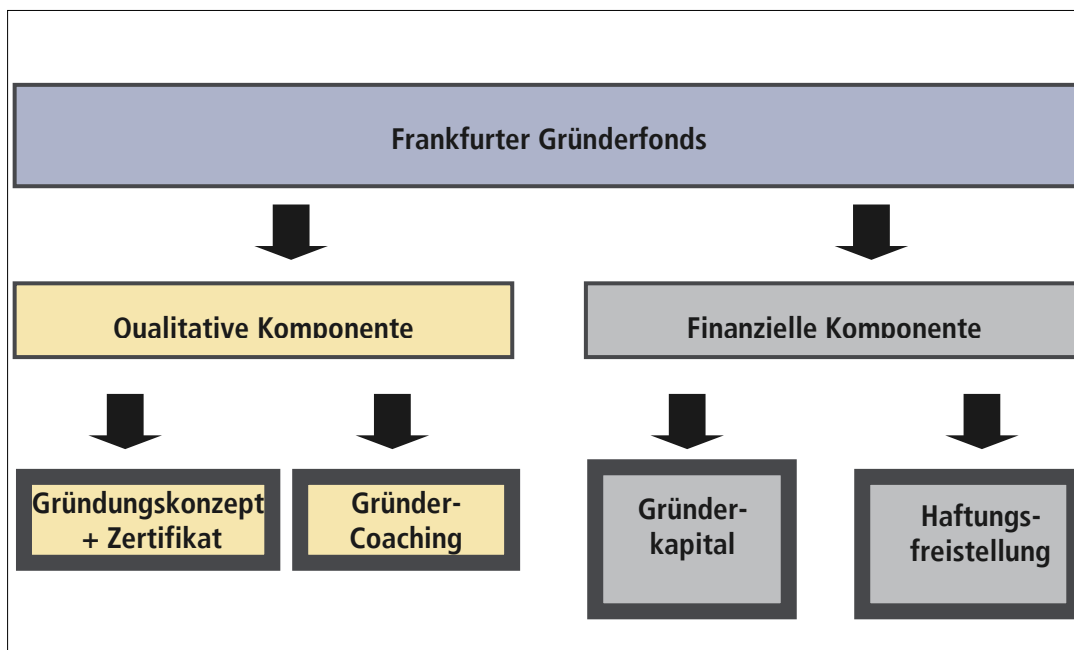 Frankfurter Gründerfonds
Qualitative Komponente
Finanzielle Komponente
Gründungskonzept
+ Zertifikat
Gründer-
Coaching
Gründer-
kapital
Haftungs-
freistellung